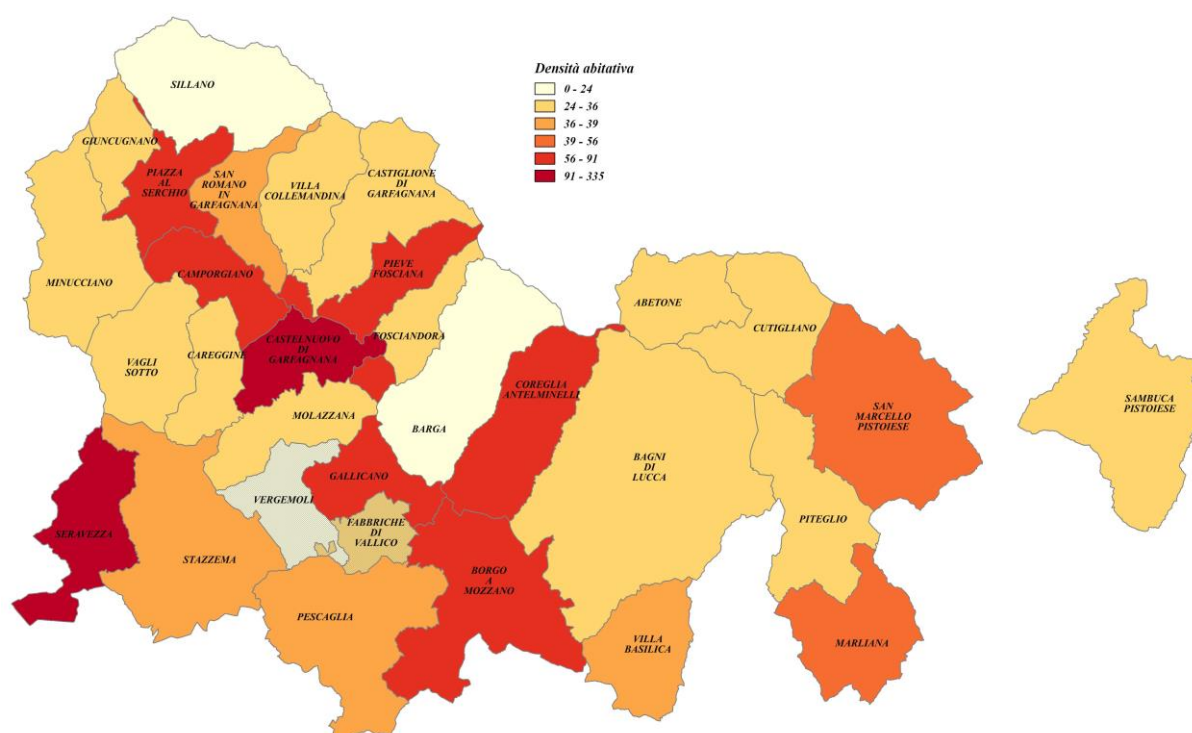 Densità abitativa
0 - 24
24 - 36
36 - 39
39 - 56
56 - 91
91 - 335
SILLANO
GIUNCUGNANO
PIAZZA
AL
SERCHIO
SAN
ROMANO
IN
GARFAGNANA
VILLA
COLLEMANDINA
CASTIGLIONE
DI
GARFAGNANA
MINUCCIANO
CAMPORGIANO
PIEVE
FOSCIANA
VAGLI
SOTTO
CAREGGINE
CASTELNUOVO
DI
GARFAGNANA
FOSCIANDORA
ABETONE
CUTIGLIANO
COREGLIA
ANTELMINELLI
SAN
MARCELLO
PISTOIESE
SAMBUCA
PISTOIESE
MOLAZZANA
BARGA
BAGNI
DI
LUCCA
GALLICANO
VERGEMOLI
FABBRICHE
DI
VALLICO
PITEGLIO
SERAVEZZA
STAZZEMA
BORGO
A
MOZZANO
PESCAGLIA
VILLA
BASILICA
MARLIANA